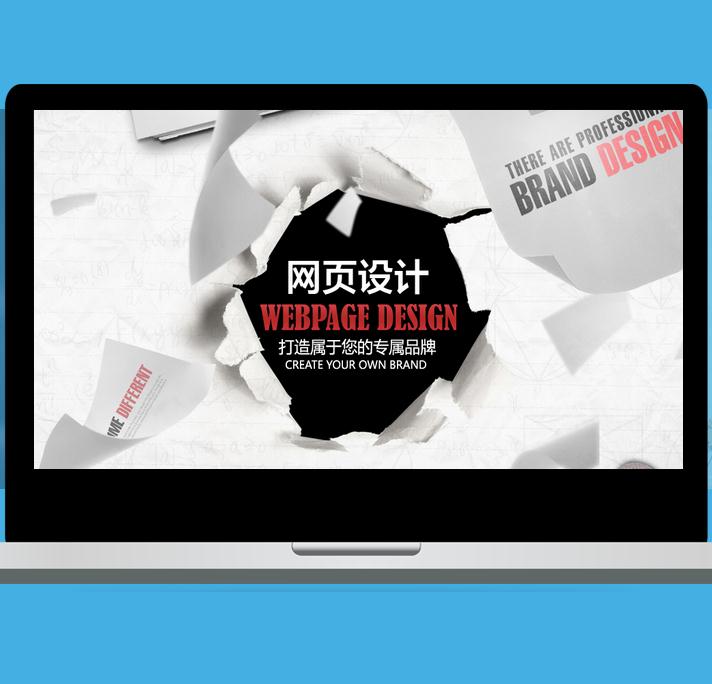 THERE ARE
BRAND DESIGN
网页设计
WEBPAGE DESIGN
打造属于您的专属品牌
CREATE YOUR OWN BRAND
DIFFERENT